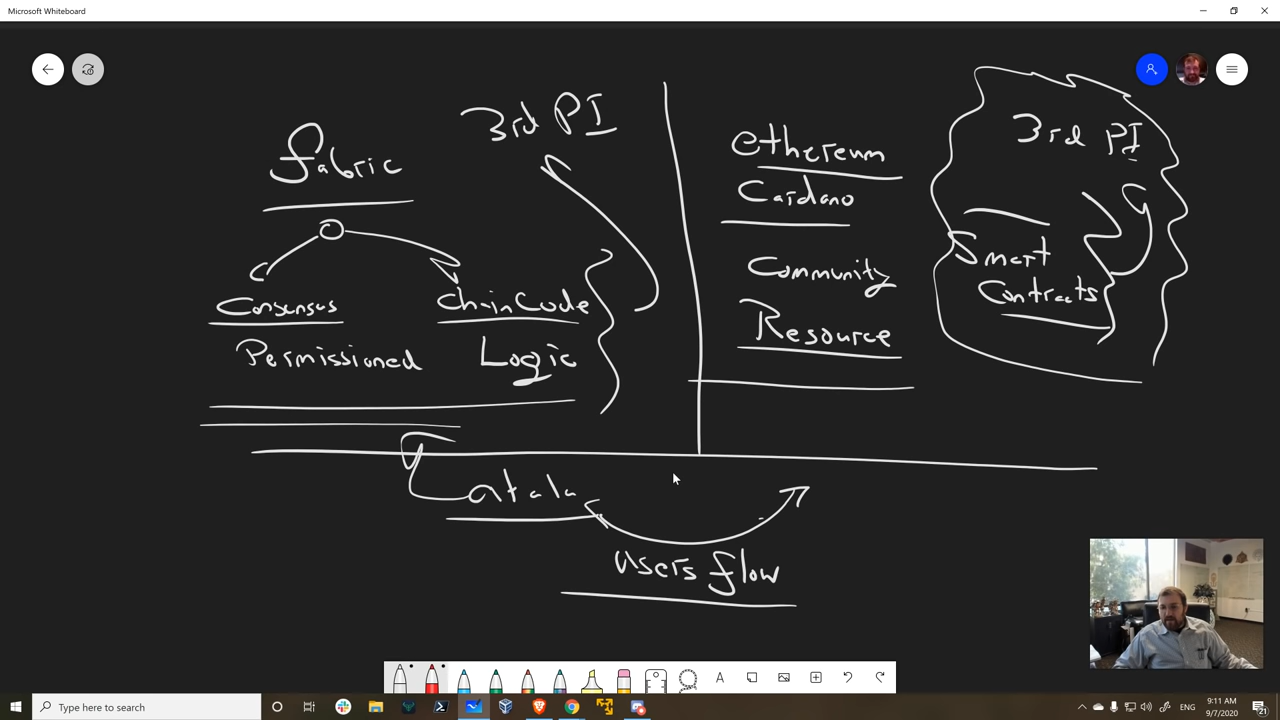 Microsoft Whiteboard
3rd PI
fabric
Consensus
Permissioned
ChainCode
Logic
ethereum
Cardano
Community
Resource
3rd PI
Smart
Contracts
atala
users flow
A
Type here to search
ENG
9:11 AM
9/7/2020
21